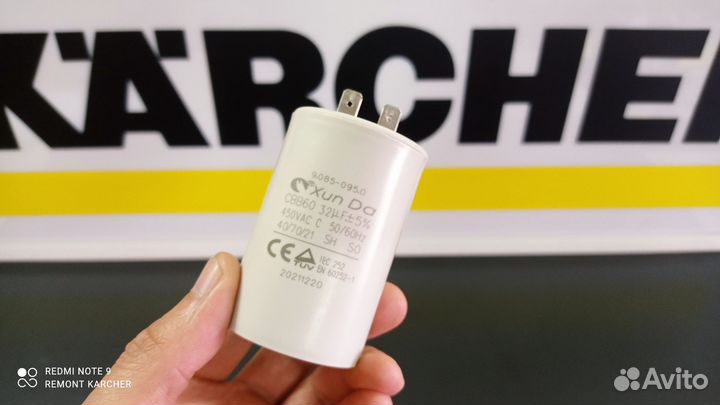 KÄRCHER
9.085-095.0
Xun Da
CBB60 32μF±5%
450VAC C 50/60Hz
40/70/21 SH S0
CE TÜV IEC 252
EN 60252-1
20211220
REDMI NOTE 9
REMONT KARCHER
Avito